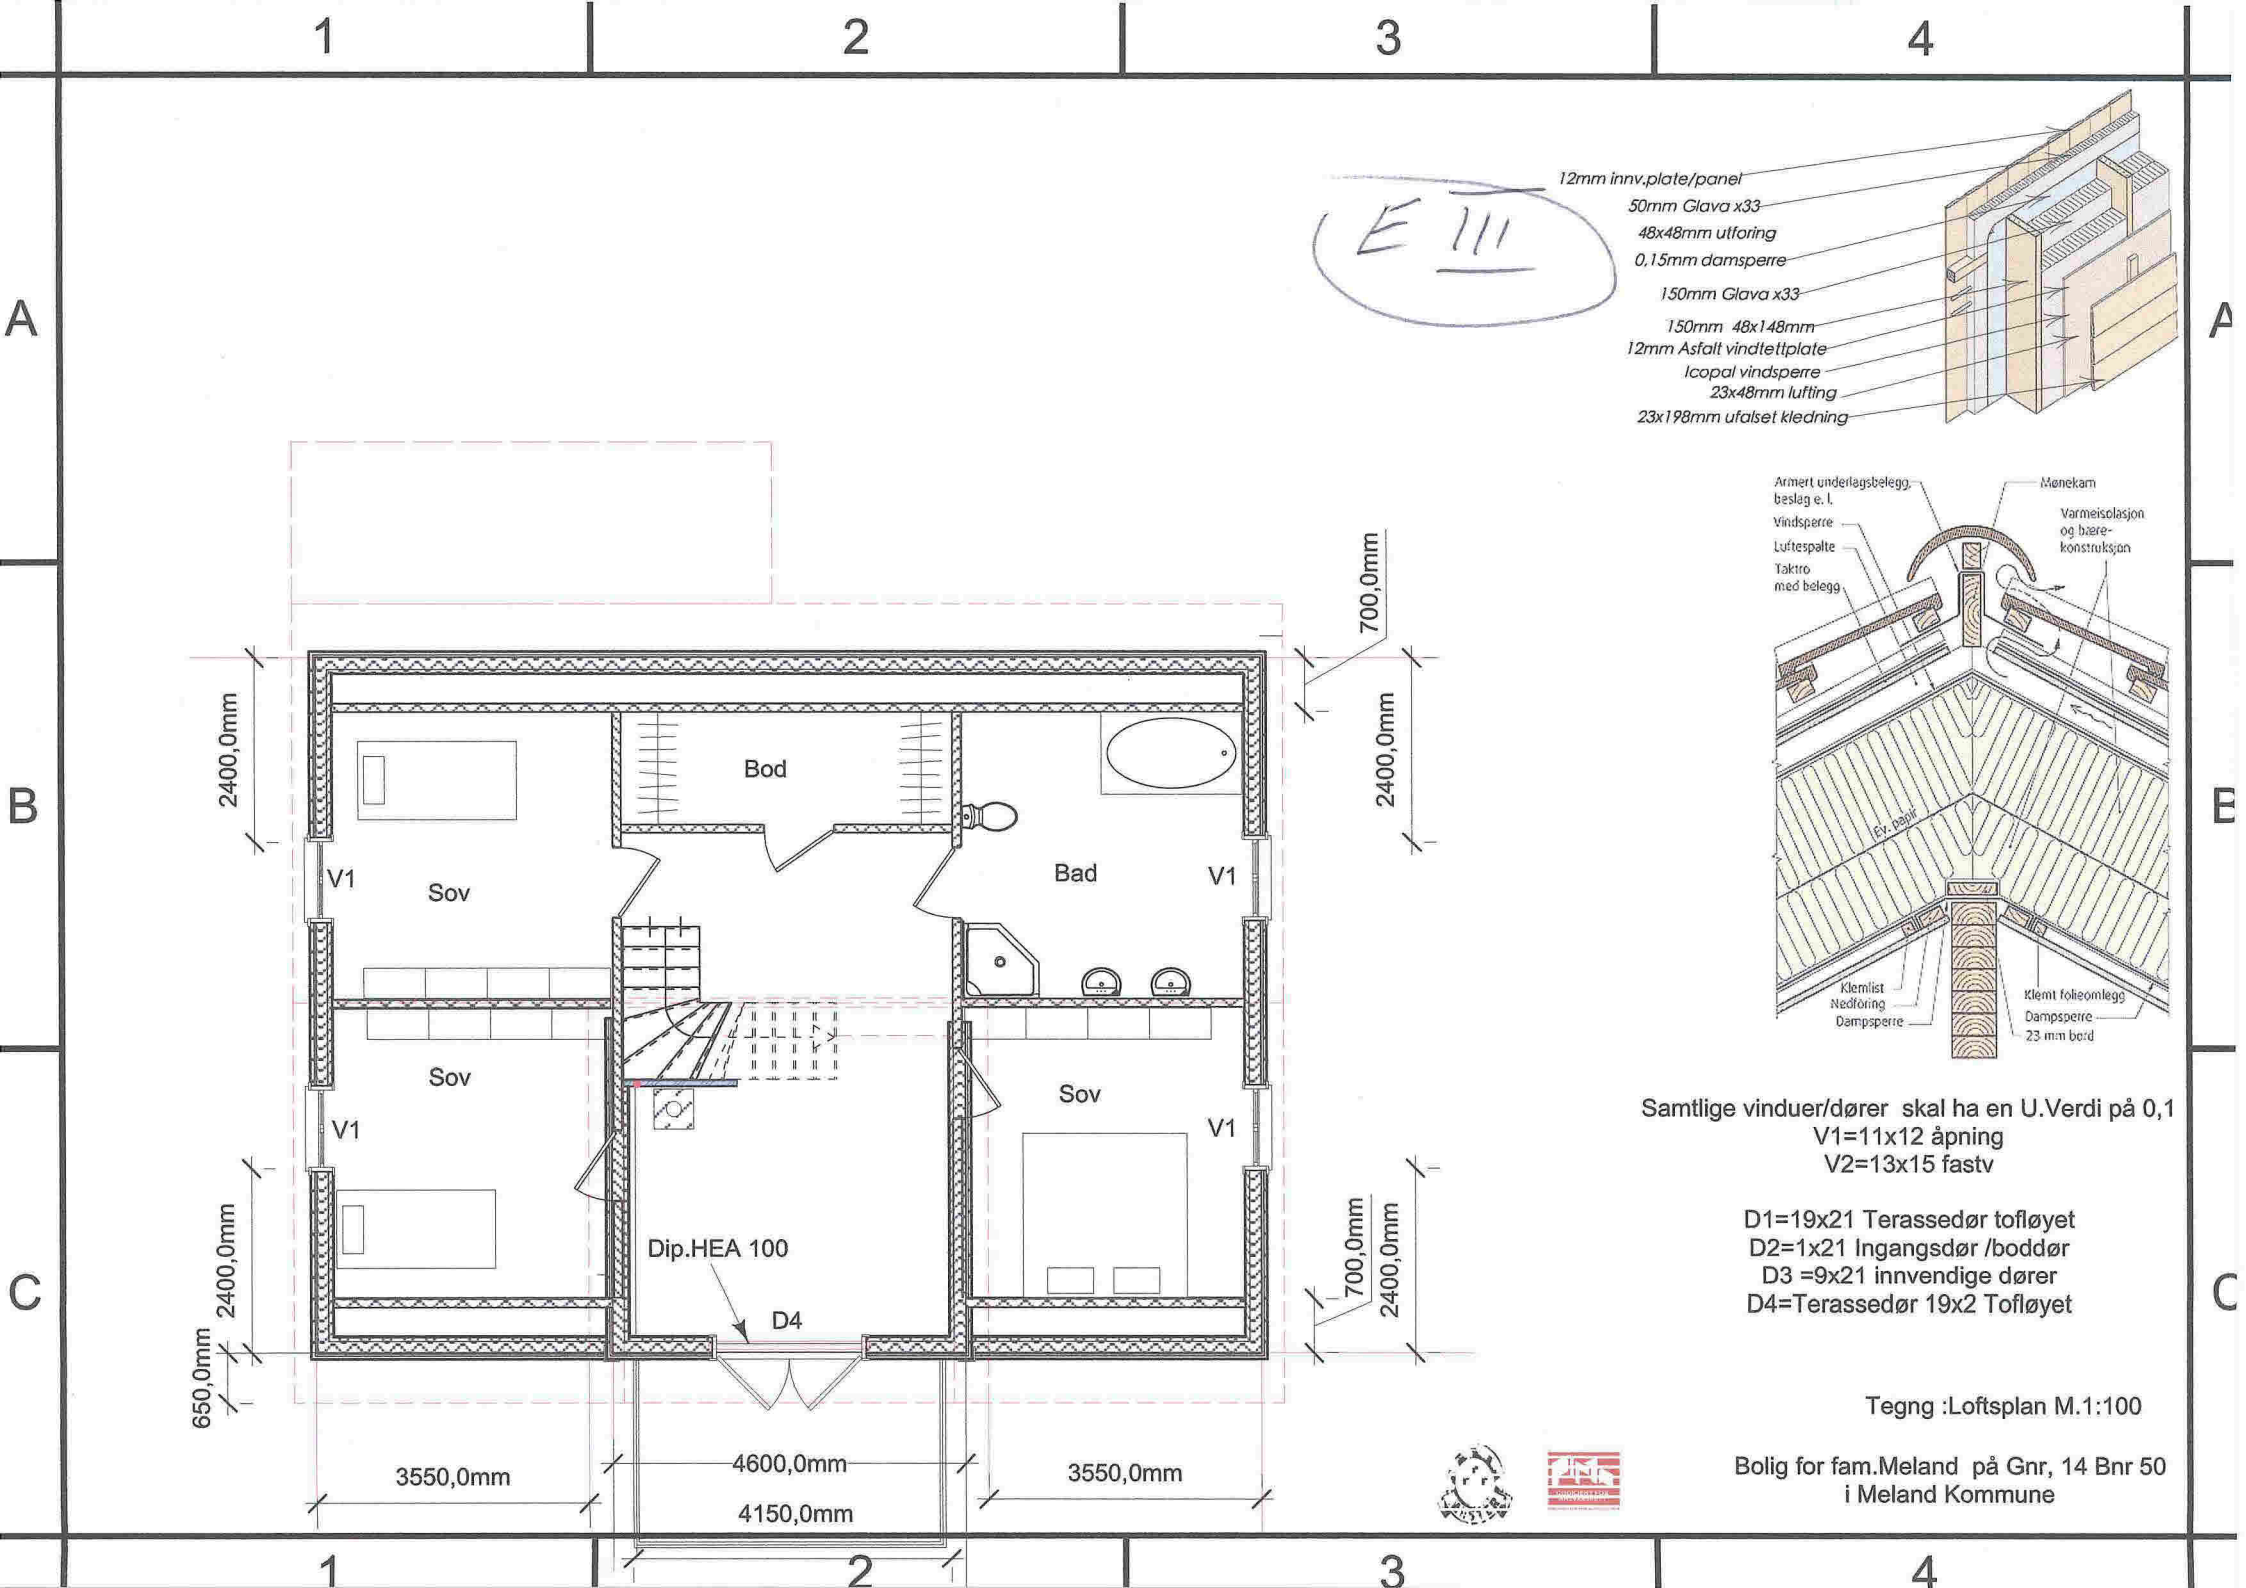 1
2
3
4
A
A
E III
12mm innv.plate/panel
50mm Glava x33
48x48mm utforing
0,15mm damsperre
150mm Glava x33
150mm 48x148mm
12mm Asfalt vindtettplate
Icopal vindsperre
23x48mm lufting
23x198mm ufalset kledning
Armert underlagsbelegg,
beslag e. l.
Vindsperre
Luftespalte
Taktro
med belegg
Mønekam
Varmeisolasjon
og bære-
konstruksjon
Ev. papir
Klemlist
Nedforing
Dampsperre
Klemt folieomlegg
Dampsperre
23 mm bord
B
B
700,0mm
2400,0mm
2400,0mm
Bod
V1
Sov
Bad
V1
Sov
V1
Sov
V1
C
C
2400,0mm
650,0mm
Dip.HEA 100
D4
700,0mm
2400,0mm
3550,0mm
4600,0mm
4150,0mm
3550,0mm
Samtlige vinduer/dører skal ha en U.Verdi på 0,1
V1=11x12 åpning
V2=13x15 fastv
D1=19x21 Terassedør tofløyet
D2=1x21 Ingangsdør /boddør
D3 =9x21 innvendige dører
D4=Terassedør 19x2 Tofløyet
Tegng :Loftsplan M.1:100
Bolig for fam.Meland på Gnr, 14 Bnr 50
i Meland Kommune
1
2
3
4